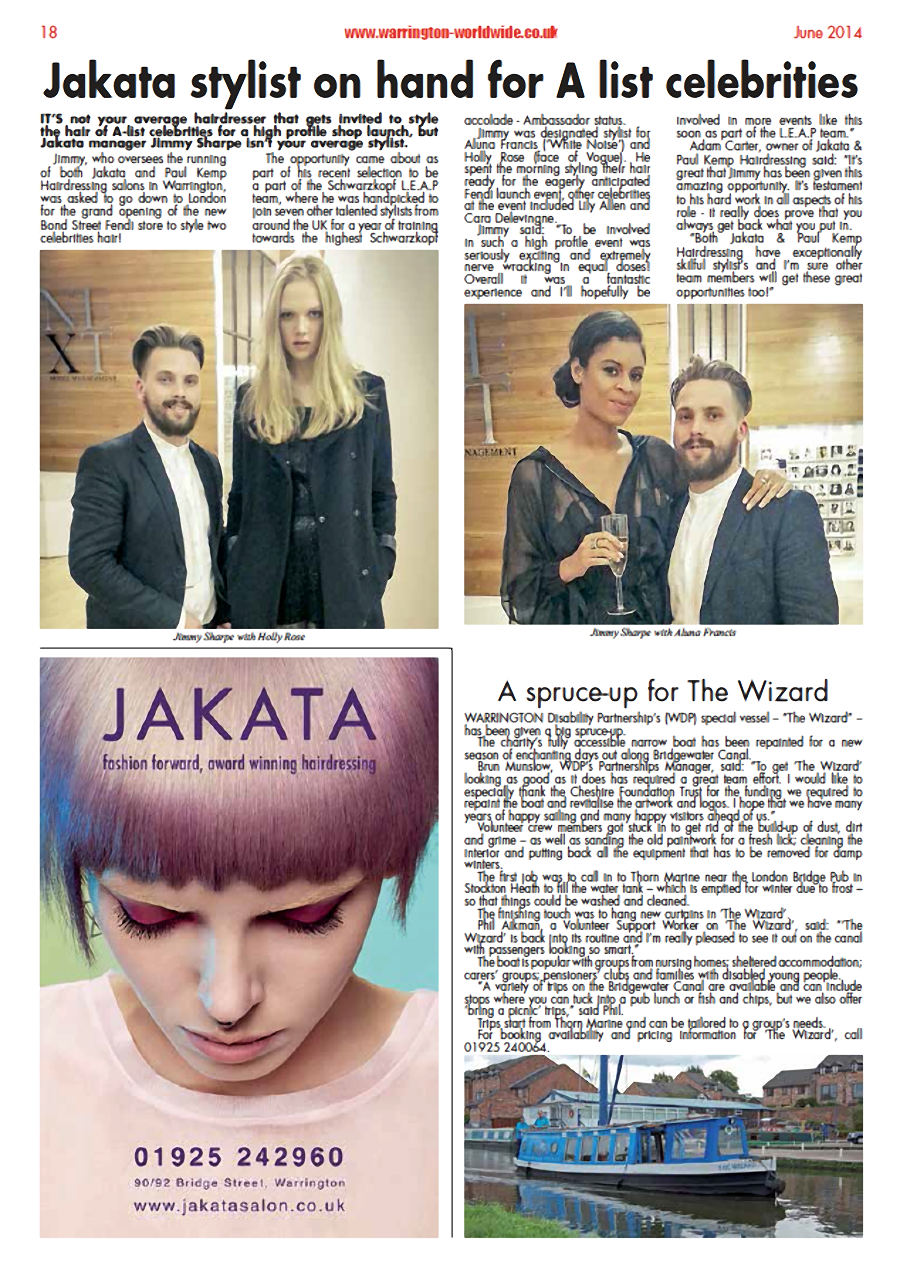 18
www.warrington-worldwide.co.uk
June 2014
Jakata stylist on hand for A list celebrities
IT'S not your average hairdresser that gets invited to style
the hair of A-list celebrities for a high profile shop launch, but
Jakata manager Jimmy Sharpe isn't your average stylist.
Jimmy, who oversees the running
of both Jakata and Paul Kemp
Hairdressing salons in Warrington,
was asked to go down to London
for the grand opening of the new
Bond Street Fendi store to style two
celebrities hair!
The opportunity came about as
part of his recent selection to be
a part of the Schwarzkopf L.E.A.P
team, where he was handpicked to
join seven other talented stylists from
around the UK for a year of training
towards the highest Schwarzkopf
accolade - Ambassador status.
Jimmy was designated stylist for
Aluna Francis ('White Noise') and
Holly Rose (face of Vogue). He
spent the morning styling their hair
ready for the eagerly anticipated
Fendi launch event, other celebrities
at the event included Lily Allen and
Cara Delevingne.
Jimmy said: "To be involved
in such a high profile event was
seriously exciting and extremely
nerve wracking in equal doses!
Overall it was a fantastic
experience and I'll hopefully be
involved in more events like this
soon as part of the L.E.A.P team."
Adam Carter, owner of Jakata &
Paul Kemp Hairdressing said: "It's
great that Jimmy has been given this
amazing opportunity. It's testament
to his hard work in all aspects of his
role - it really does prove that you
always get back what you put in.
"Both Jakata & Paul Kemp
Hairdressing have exceptionally
skilful stylist's and I'm sure other
team members will get these great
opportunities too!"
XT
NAGEMENT
Jimmy Sharpe with Holly Rose
Jimmy Sharpe with Aluna Francis
JAKATA
fashion forward, award winning hairdressing
01925 242960
90/92 Bridge Street, Warrington
www.jakatasalon.co.uk
A spruce-up for The Wizard
WARRINGTON Disability Partnership's (WDP) special vessel – "The Wizard" –
has been given a big spruce-up.
The charity's fully accessible narrow boat has been repainted for a new
season of enchanting days out along Bridgewater Canal.
Brun Munslow, WDP's Partnerships Manager, said: "To get 'The Wizard'
looking as good as it does has required a great team effort. I would like to
especially thank the Cheshire Foundation Trust for the funding we required to
repaint the boat and revitalise the artwork and logos. I hope that we have many
years of happy sailing and many happy visitors ahead of us."
Volunteer crew members got stuck in to get rid of the build-up of dust, dirt
and grime – as well as sanding the old paintwork for a fresh lick; cleaning the
interior and putting back all the equipment that has to be removed for damp
winters.
The first job was to call in to Thorn Marine near the London Bridge Pub in
Stockton Heath to fill the water tank – which is emptied for winter due to frost –
so that things could be washed and cleaned.
The finishing touch was to hang new curtains in 'The Wizard'.
Phil Aikman, a Volunteer Support Worker on 'The Wizard', said: "'The
Wizard' is back into its routine and I'm really pleased to see it out on the canal
with passengers looking so smart."
The boat is popular with groups from nursing homes; sheltered accommodation;
carers' groups; pensioners' clubs and families with disabled young people.
"A variety of trips on the Bridgewater Canal are available and can include
stops where you can tuck into a pub lunch or fish and chips, but we also offer
'bring a picnic' trips," said Phil.
Trips start from Thorn Marine and can be tailored to a group's needs.
For booking availability and pricing information for 'The Wizard', call
01925 240064.